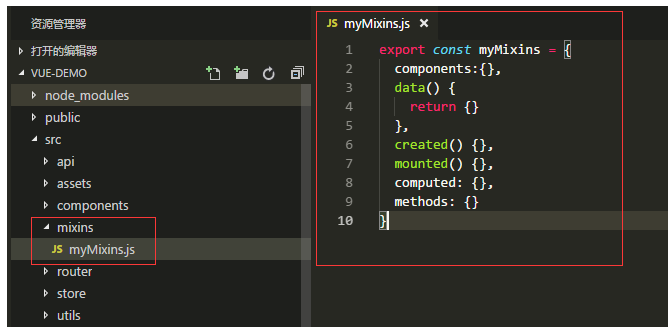 资源管理器
打开的编辑器
VUE-DEMO
node_modules
public
src
api
assets
components
mixins
JS myMixins.js
router
store
utils
JS myMixins.js ×
1 export const myMixins = {
2 components:{},
3 data() {
4 return {}
5 },
6 created() {},
7 mounted() {},
8 computed: {},
9 methods: {}
10 }